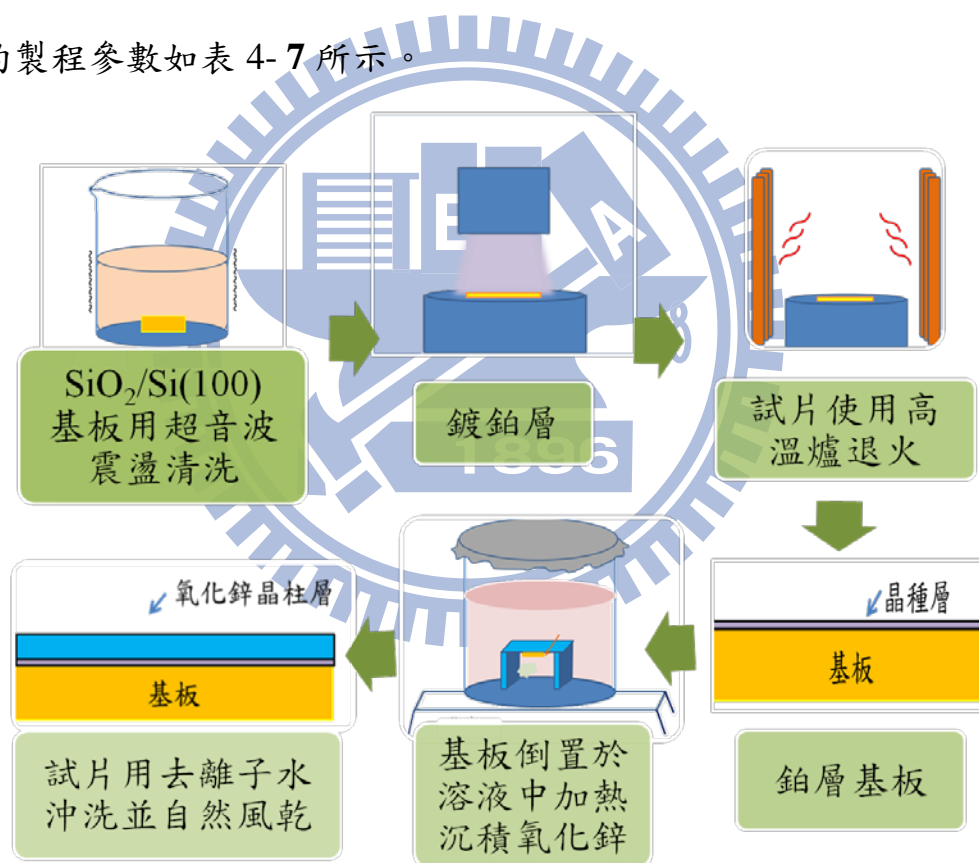 的製程參數如表 4- 7 所示。
SiO₂/Si(100)
基板用超音波
震盪清洗
鍍鉑層
試片使用高
溫爐退火
晶種層
基板
鉑層基板
基板倒置於
溶液中加熱
沉積氧化鋅
氧化鋅晶柱層
基板
試片用去離子水
沖洗並自然風乾
E
A
1896